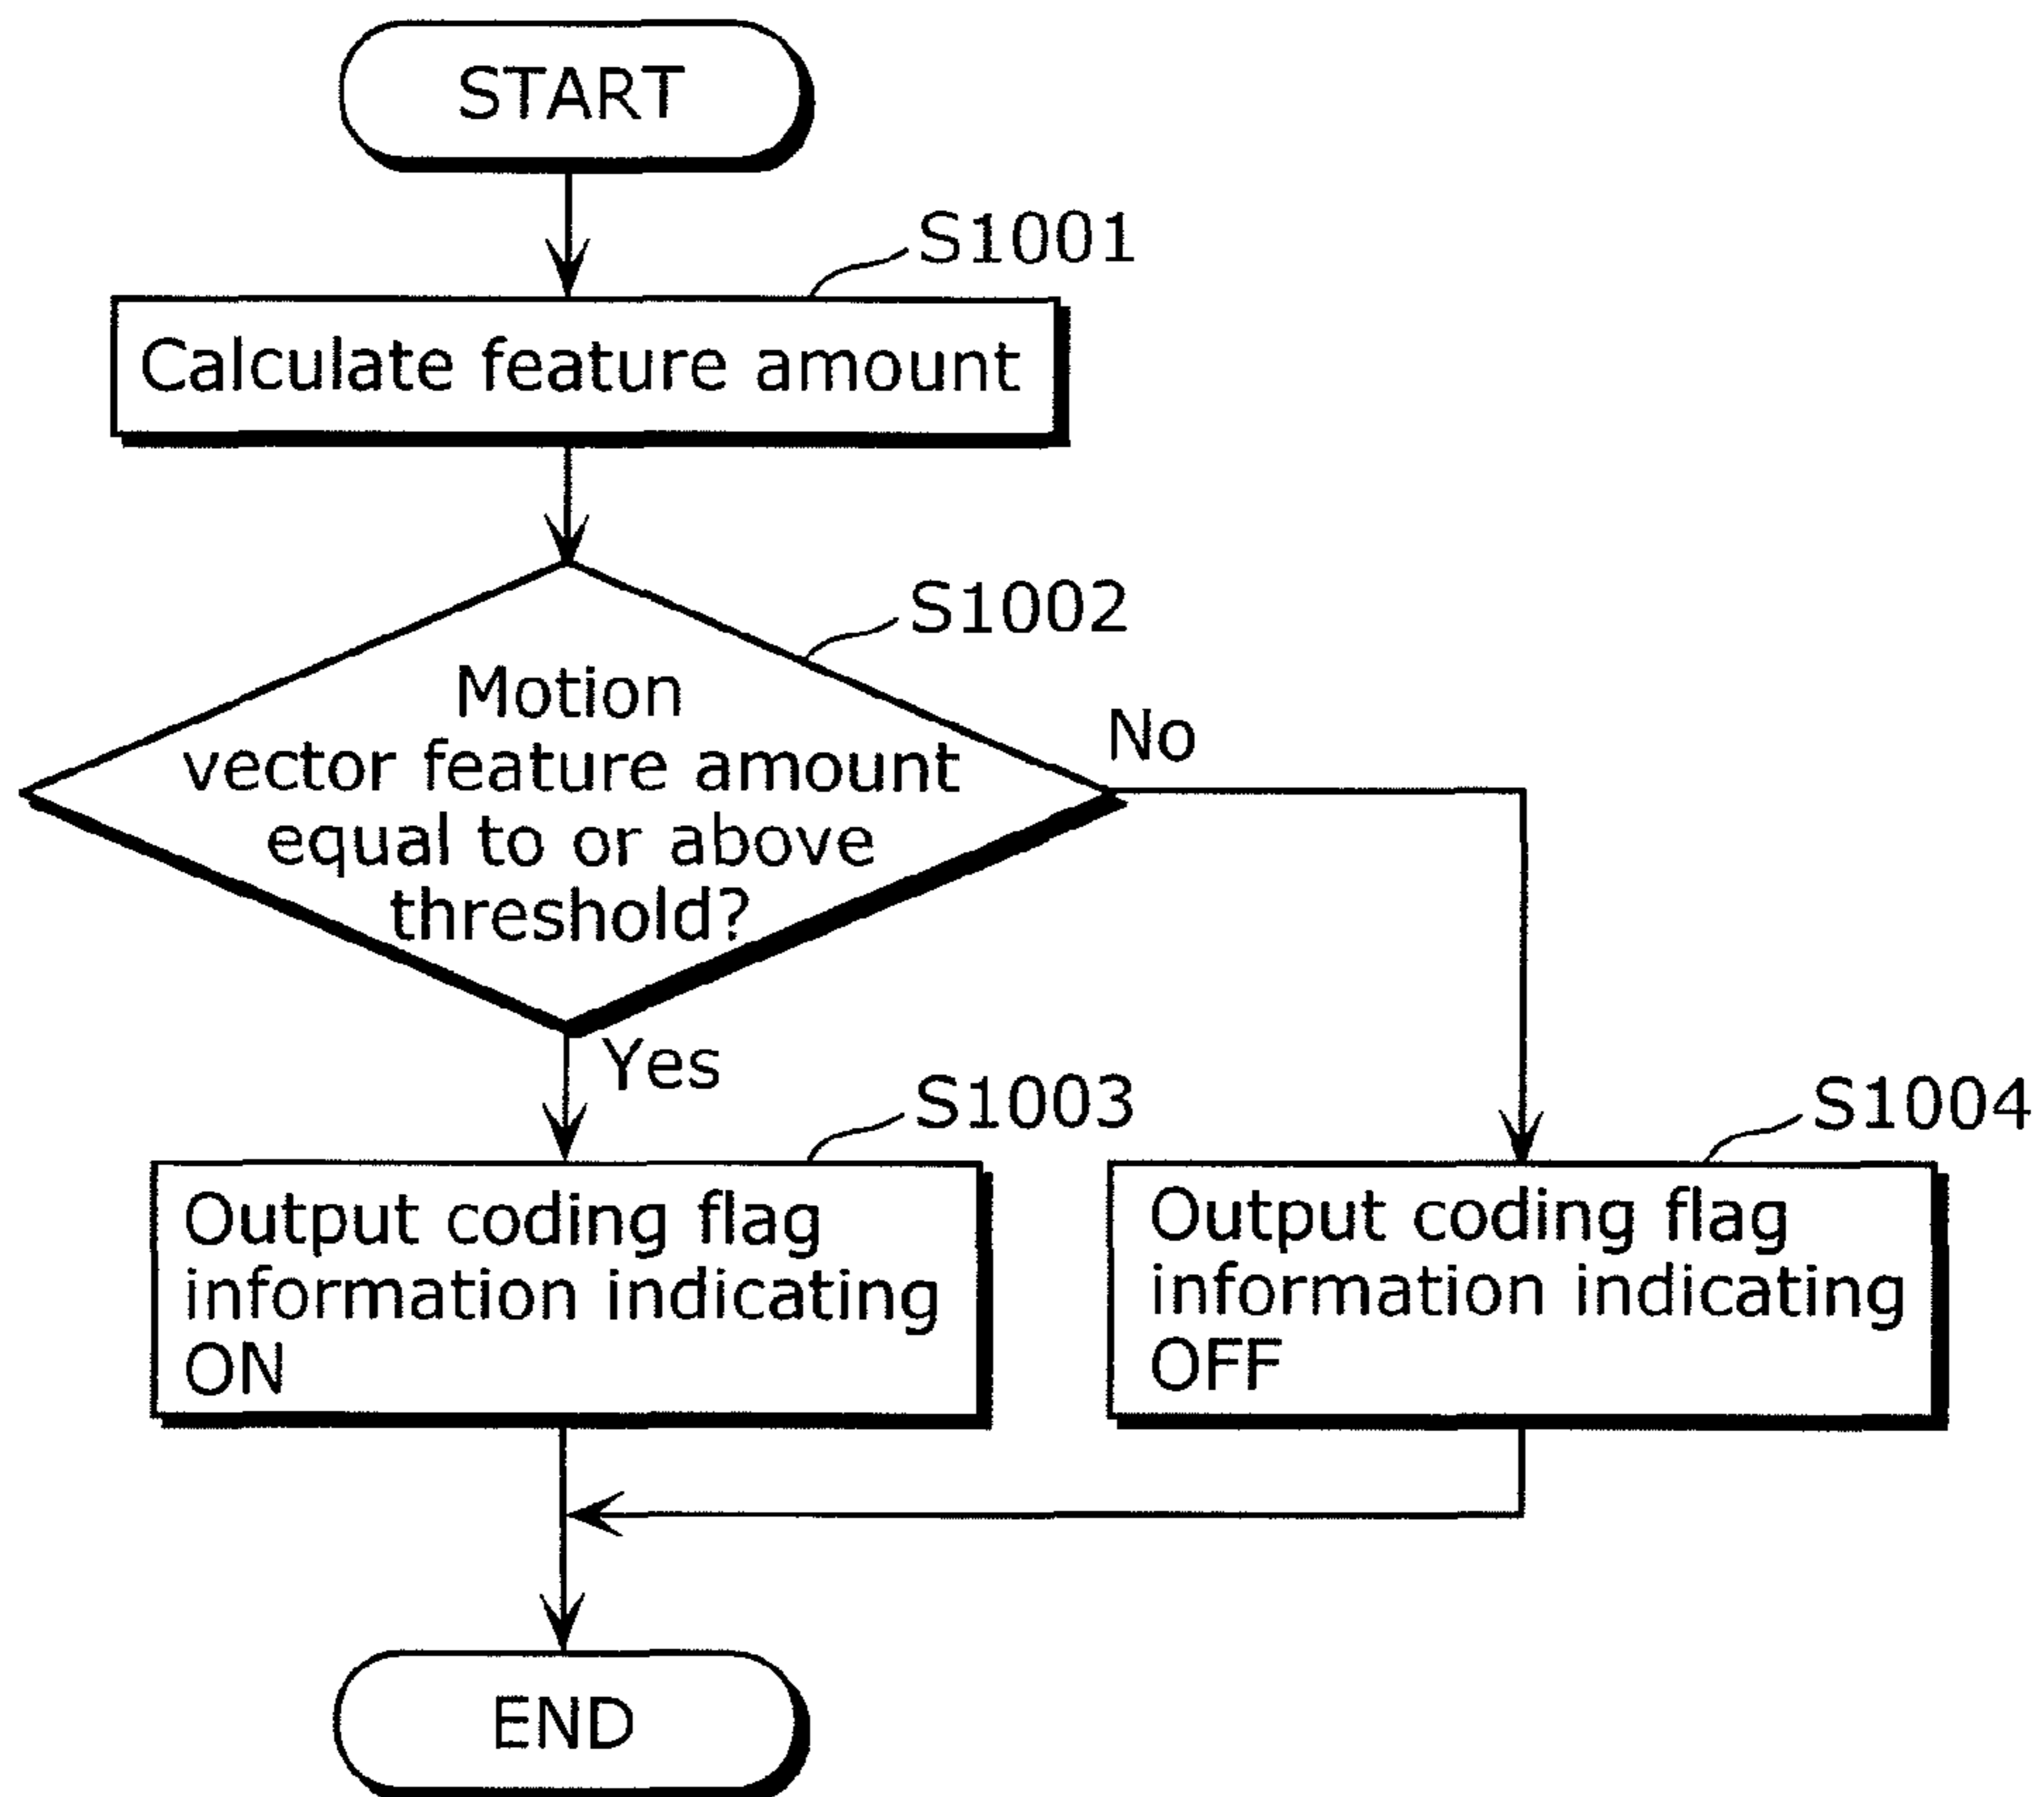 START
S1001
Calculate feature amount
S1002
Motion
vector feature amount
equal to or above
threshold?
No
Yes
S1003
Output coding flag
information indicating
ON
S1004
Output coding flag
information indicating
OFF
END